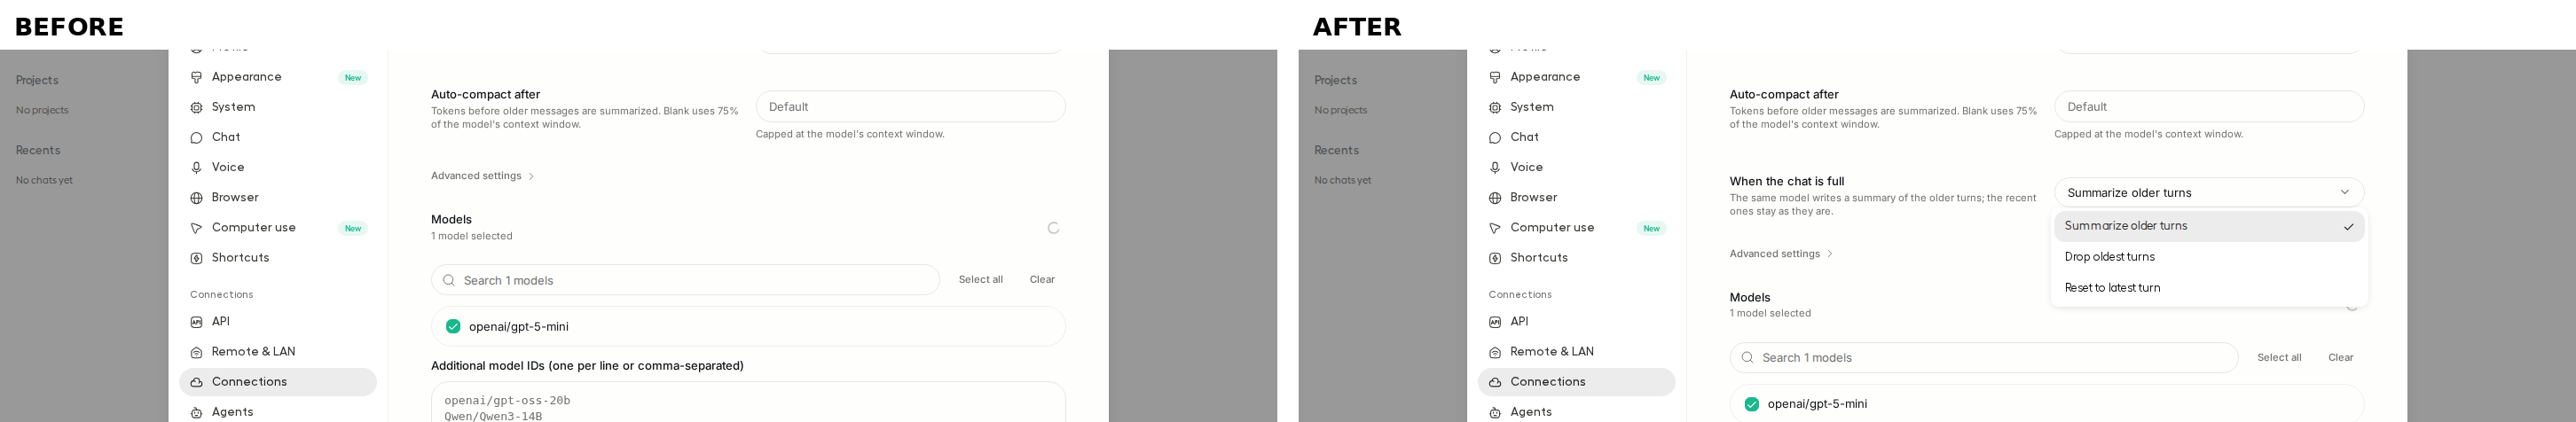 BEFORE
Projects
No projects
Recents
No chats yet
Appearance New
System
Chat
Voice
Browser
Computer use New
Shortcuts
Connections
API
Remote & LAN
Connections
Agents
Auto-compact after
Tokens before older messages are summarized. Blank uses 75%
of the model's context window.
Default
Capped at the model's context window.
Advanced settings
Models
1 model selected
Search 1 models
Select all
Clear
openai/gpt-5-mini
Additional model IDs (one per line or comma-separated)
openai/gpt-oss-20b
Qwen/Qwen3-14B
AFTER
Projects
No projects
Recents
No chats yet
Appearance New
System
Chat
Voice
Browser
Computer use New
Shortcuts
Connections
API
Remote & LAN
Connections
Agents
Auto-compact after
Tokens before older messages are summarized. Blank uses 75%
of the model's context window.
Default
Capped at the model's context window.
When the chat is full
The same model writes a summary of the older turns; the recent
ones stay as they are.
Summarize older turns
Summarize older turns
Drop oldest turns
Reset to latest turn
Advanced settings
Models
1 model selected
Search 1 models
Select all
Clear
openai/gpt-5-mini